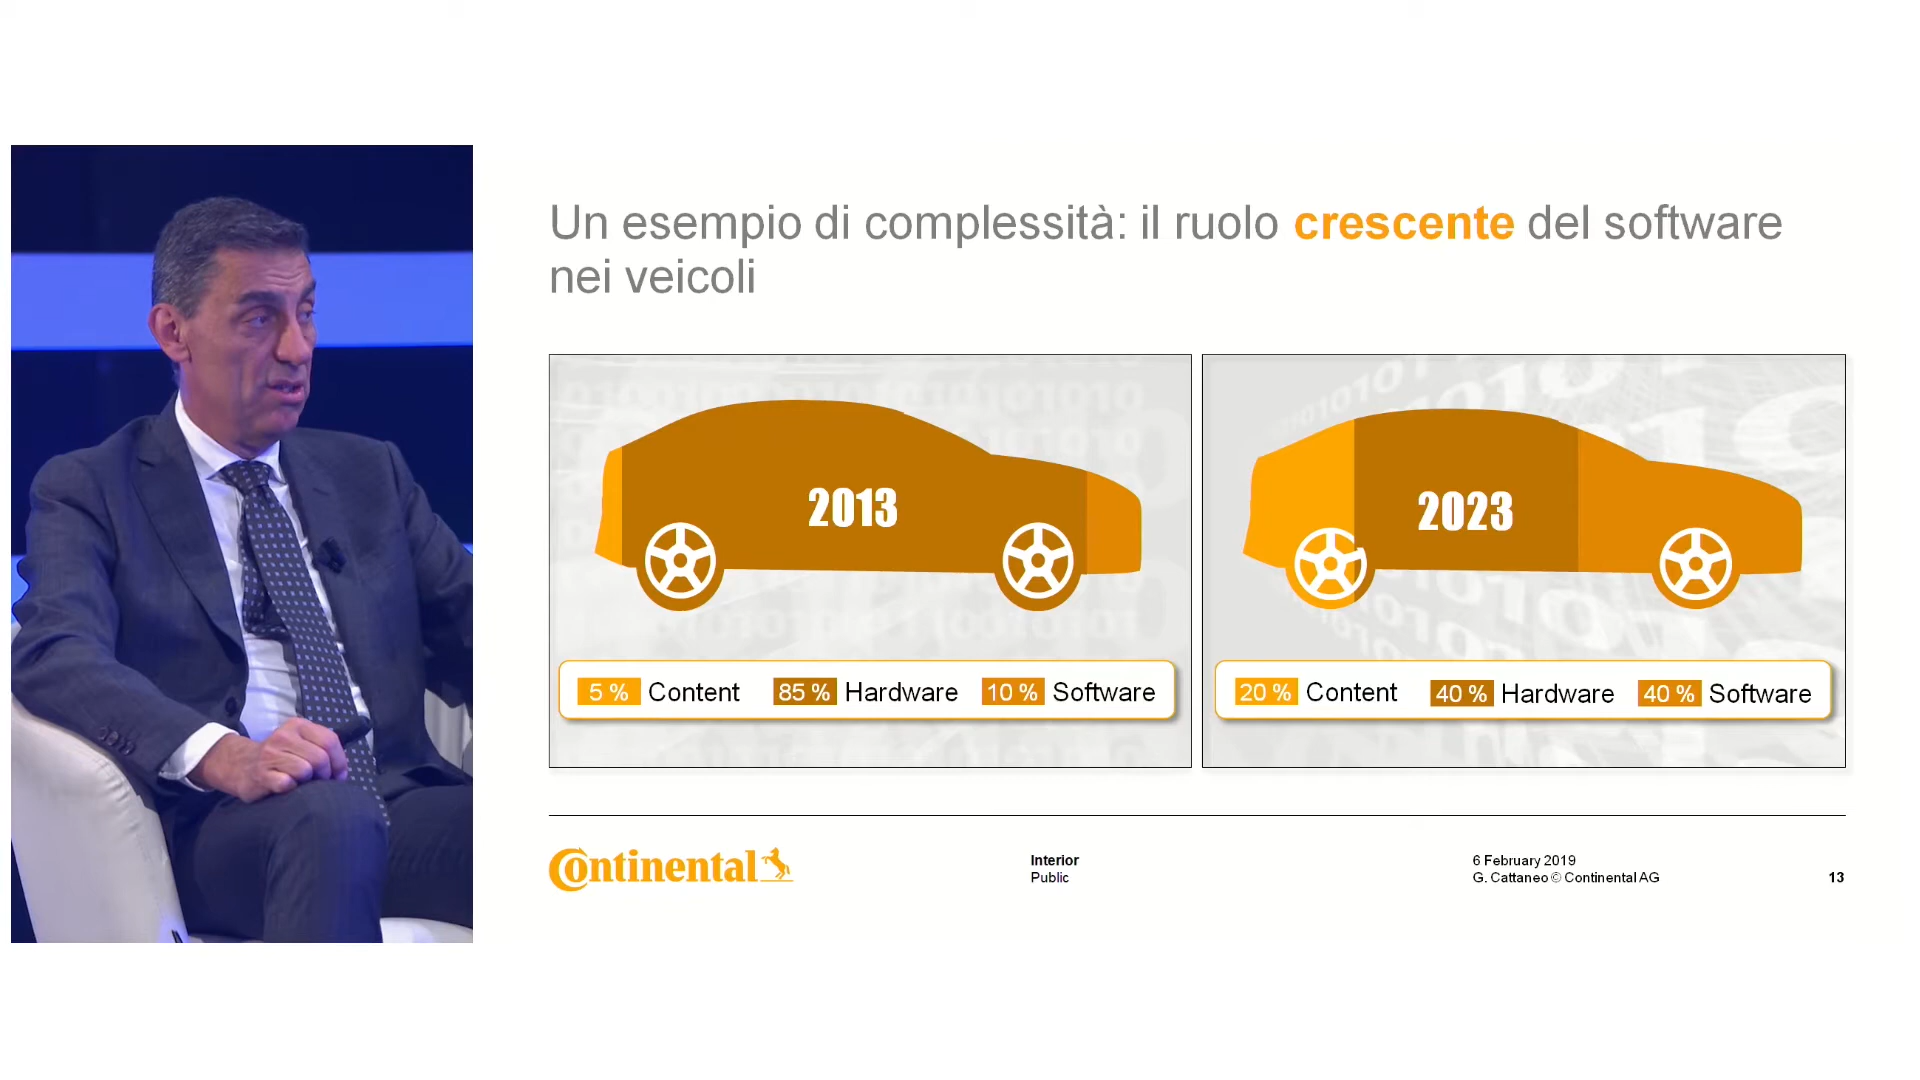 Un esempio di complessità: il ruolo crescente del software
nei veicoli
2013
5 % Content 85 % Hardware 10 % Software
2023
20 % Content 40 % Hardware 40 % Software
Continental
Interior
Public
6 February 2019
G. Cattaneo © Continental AG
13